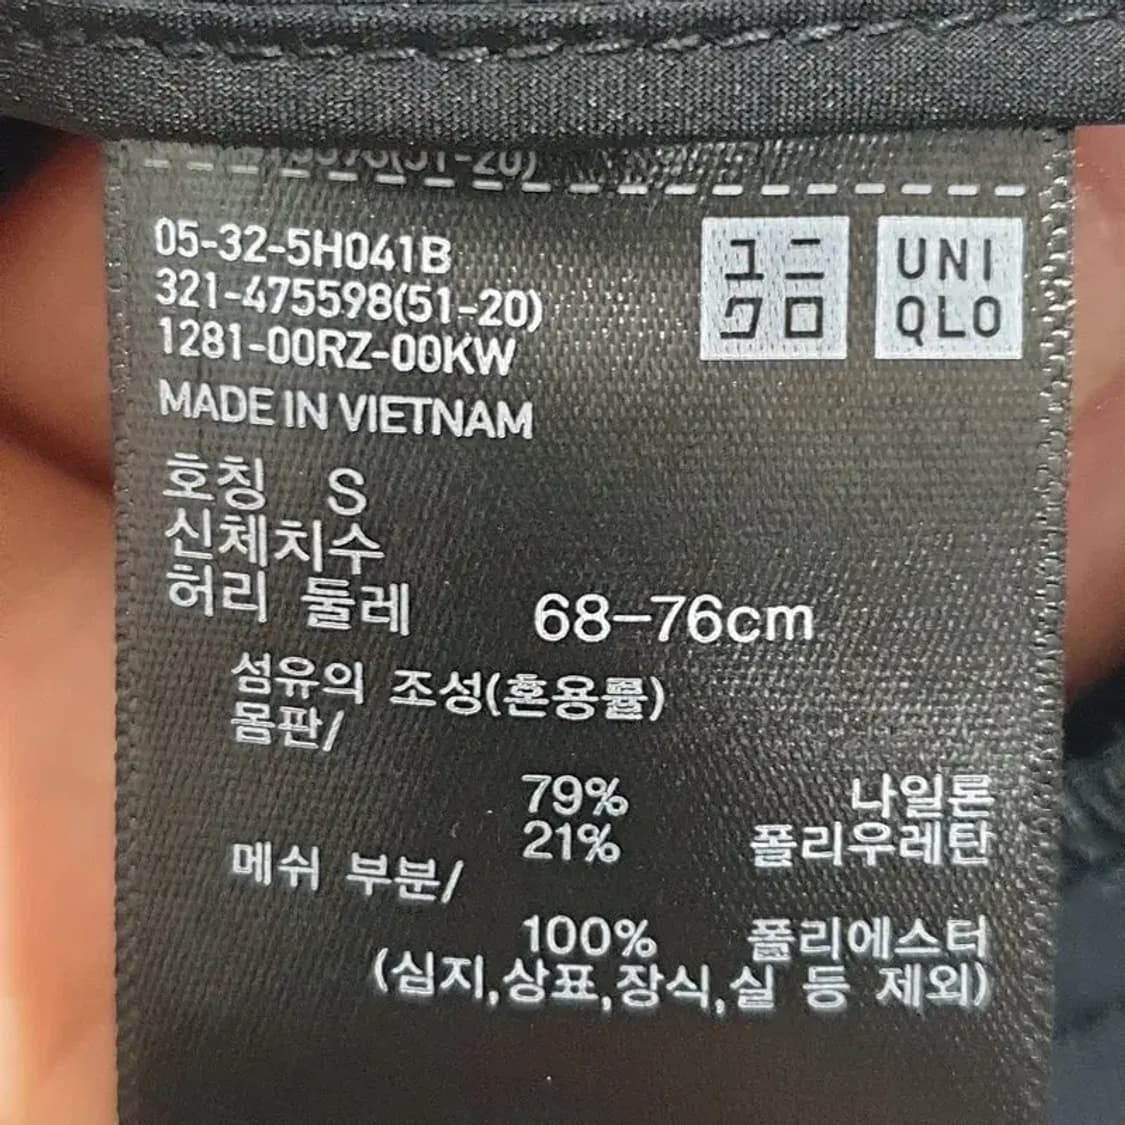 (51-20)
05-32-5H041B
321-475598(51-20)
1281-00RZ-00KW
MADE IN VIETNAM
ユニ
クロ
UNI
QLO
호칭 S
신체치수
허리 둘레 68-76cm
섬유의 조성(혼용률)
몸판/
79% 나일론
21% 폴리우레탄
메쉬 부분/
100% 폴리에스터
(심지,상표,장식,실 등 제외)